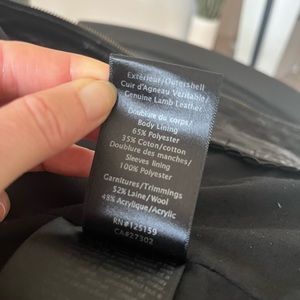 Extérieur/Outershell
Cuir d'Agneau Veritable/
Genuine Lamb Leather
Doublure du corps/
Body Lining
65% Polyester
35% Coton/cotton
Doublure des manches/
Sleeves lining
100% Polyester
Garnitures/Trimmings
52% Laine/Wool
48% Acrylique/Acrylic
RN#125159
CA#27302